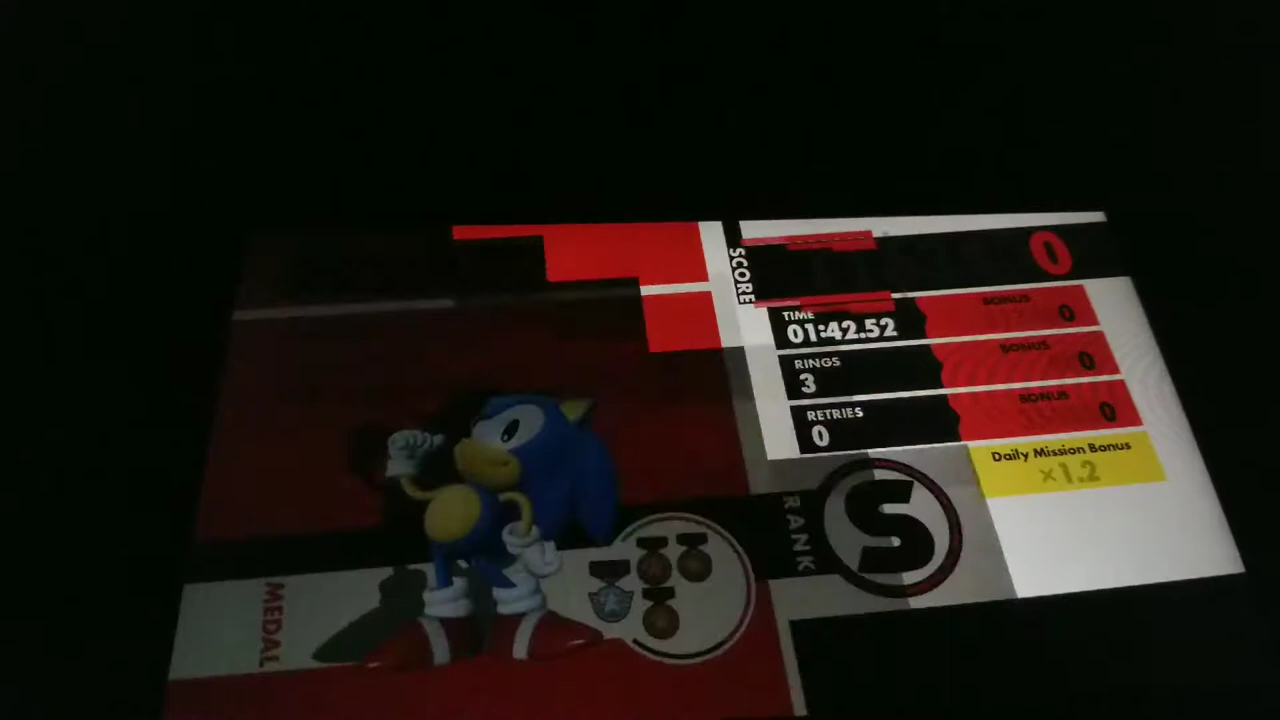 SCORE
0
TIME
01:42.52
BONUS
0
RINGS
3
BONUS
0
RETRIES
0
BONUS
0
Daily Mission Bonus
×1.2
RANK
S
MEDAL